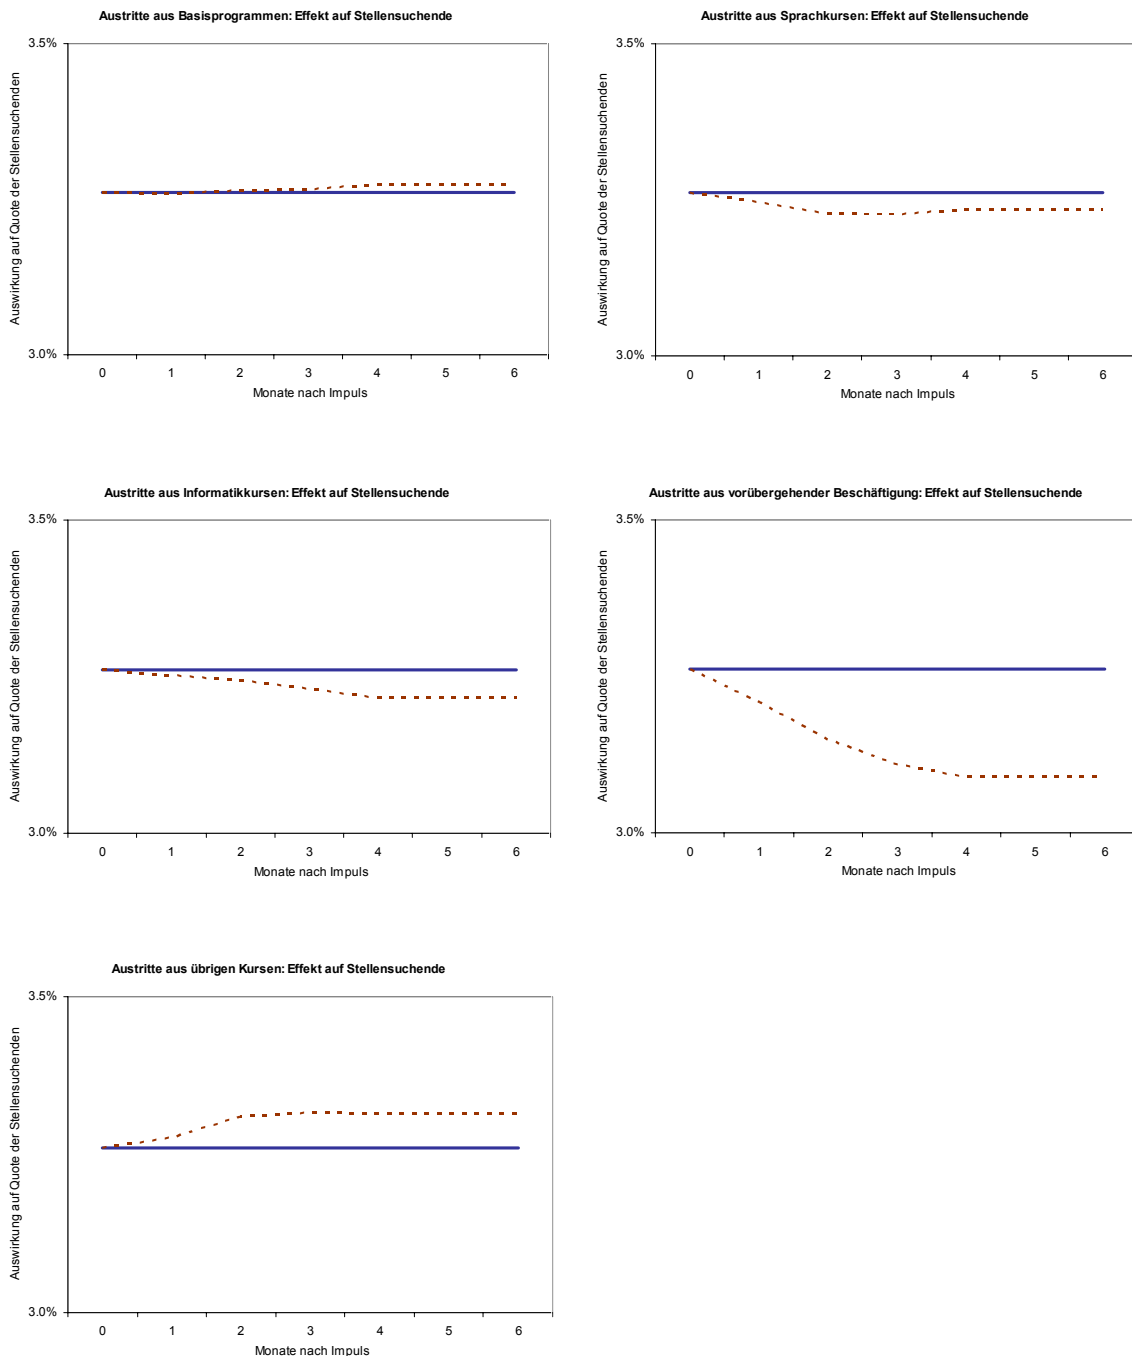 Austritte aus Basisprogrammen: Effekt auf Stellensuchende
3.5%
Auswirkung auf Quote der Stellensuchenden
3.0%
0 1 2 3 4 5 6
Monate nach Impuls
Austritte aus Sprachkursen: Effekt auf Stellensuchende
3.5%
Auswirkung auf Quote der Stellensuchenden
3.0%
0 1 2 3 4 5 6
Monate nach Impuls
Austritte aus Informatikkursen: Effekt auf Stellensuchende
3.5%
Auswirkung auf Quote der Stellensuchenden
3.0%
0 1 2 3 4 5 6
Monate nach Impuls
Austritte aus vorübergehender Beschäftigung: Effekt auf Stellensuchende
3.5%
Auswirkung auf Quote der Stellensuchenden
3.0%
0 1 2 3 4 5 6
Monate nach Impuls
Austritte aus übrigen Kursen: Effekt auf Stellensuchende
3.5%
Auswirkung auf Quote der Stellensuchenden
3.0%
0 1 2 3 4 5 6
Monate nach Impuls